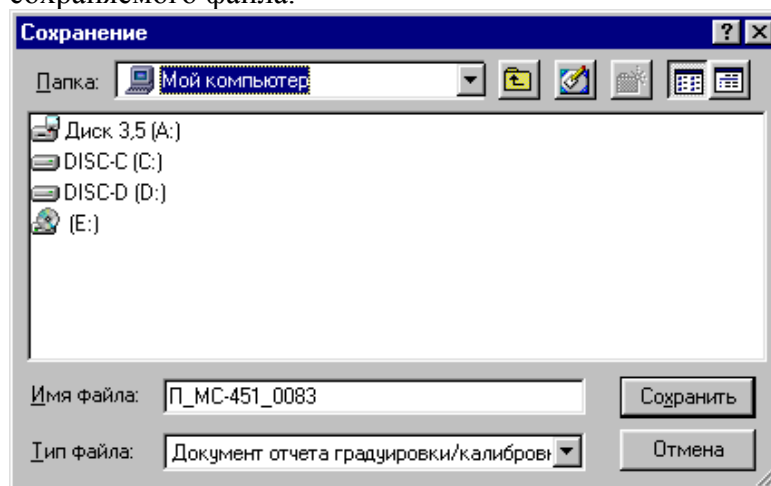 сохраняемого файла.
Сохранение
Папка: Мой компьютер
Диск 3,5 (A:)
DISC-C (C:)
DISC-D (D:)
(E:)
Имя файла: П_МС-451_0083 Сохранить
Тип файла: Документ отчета градуировки/калибровк Отмена